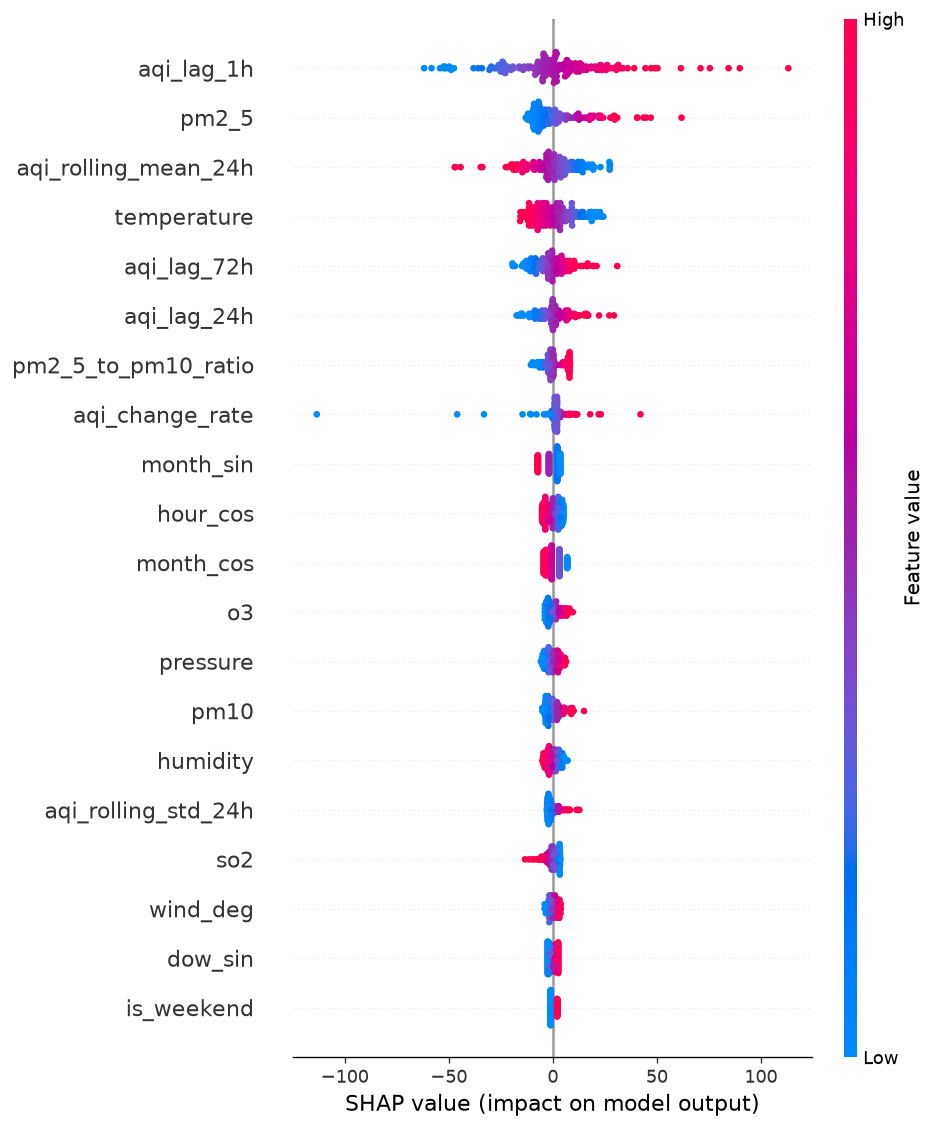 High
aqi_lag_1h
pm2_5
aqi_rolling_mean_24h
temperature
aqi_lag_72h
aqi_lag_24h
pm2_5_to_pm10_ratio
aqi_change_rate
month_sin
hour_cos
month_cos
o3
pressure
pm10
humidity
aqi_rolling_std_24h
so2
wind_deg
dow_sin
is_weekend
Feature value
Low
−100 −50 0 50 100
SHAP value (impact on model output)